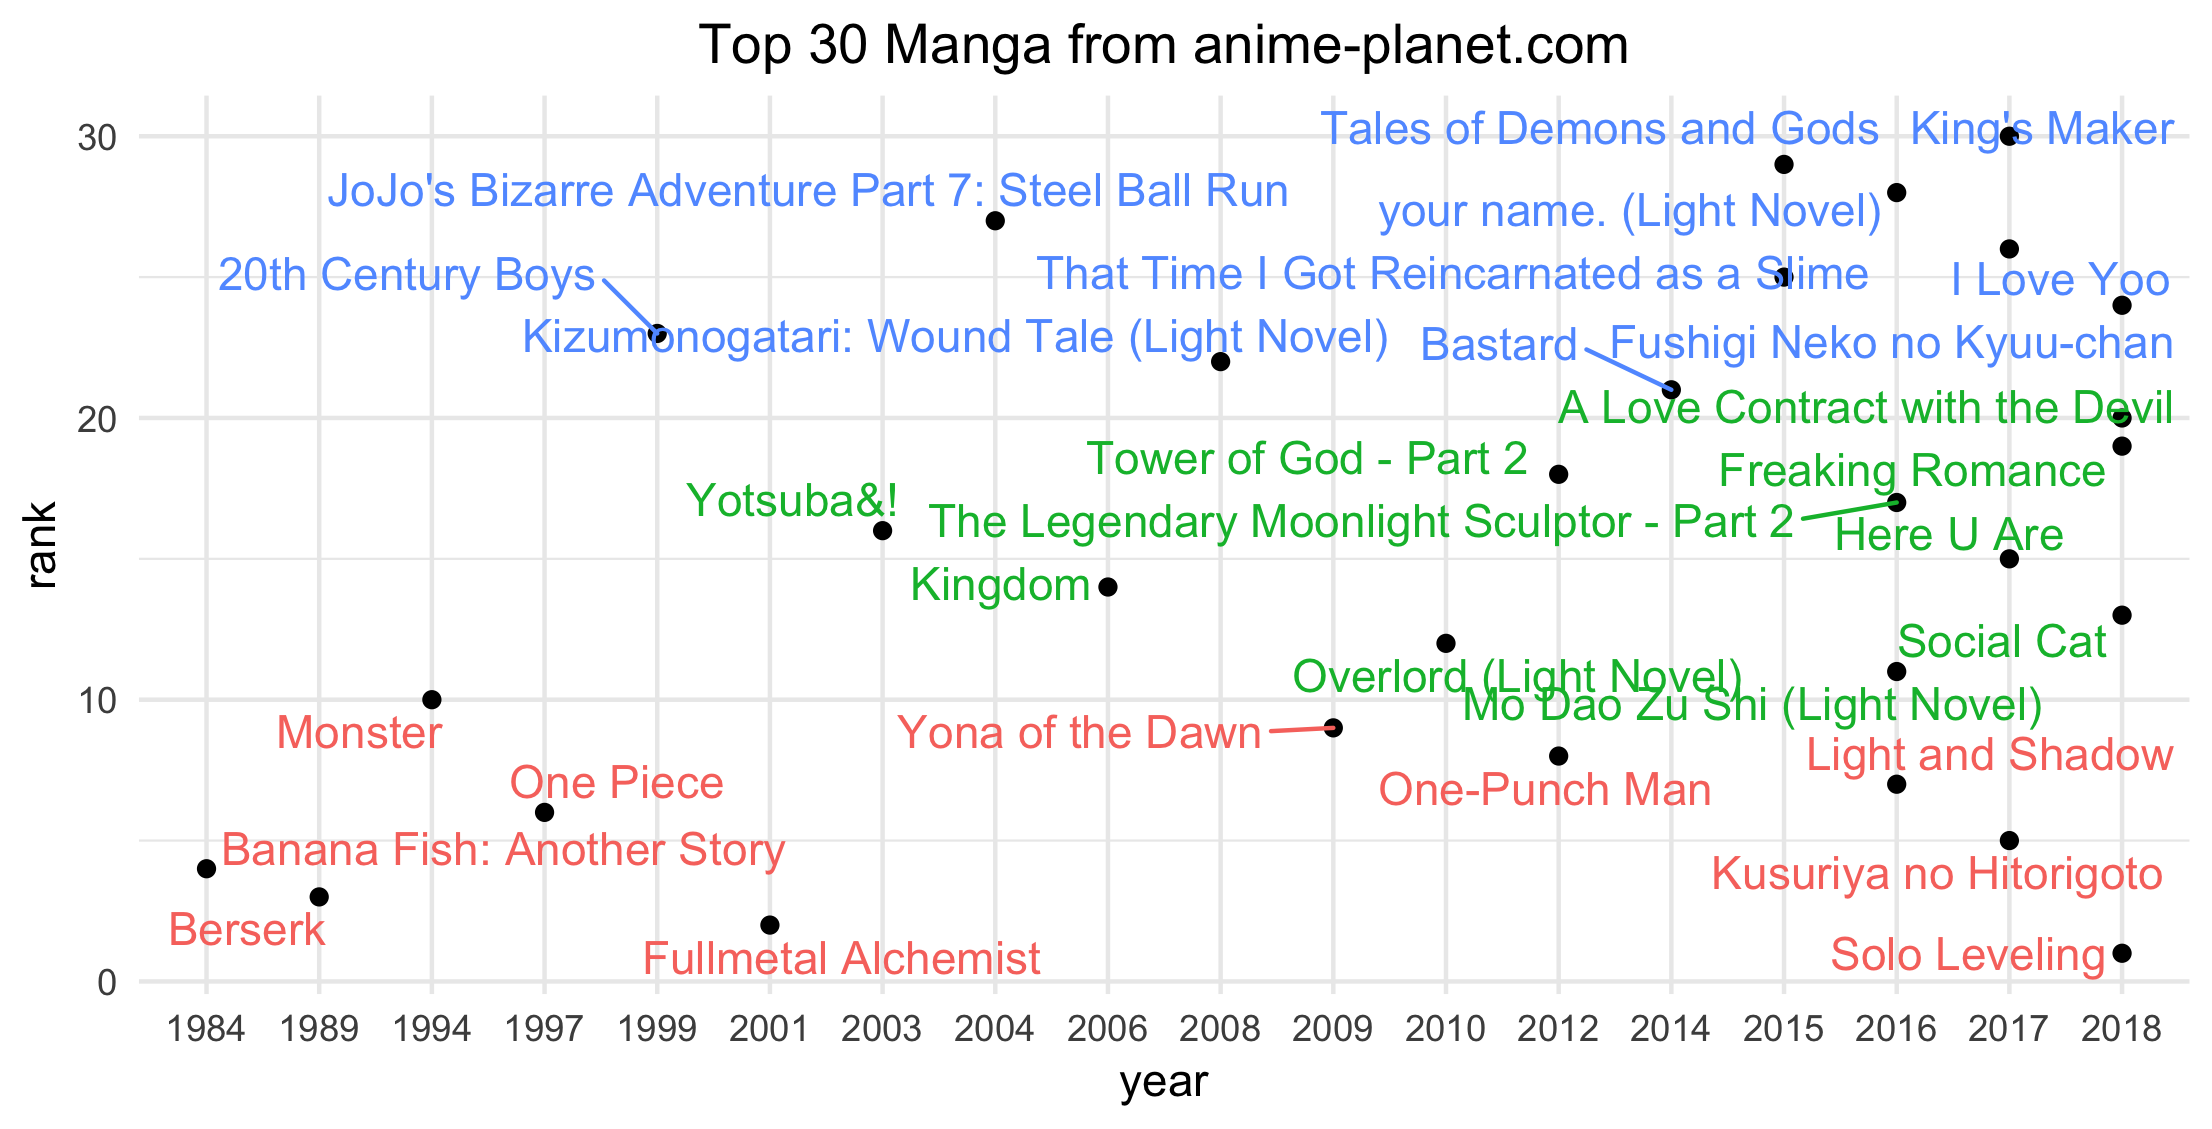 Top 30 Manga from anime-planet.com
30
Tales of Demons and Gods
King's Maker
JoJo's Bizarre Adventure Part 7: Steel Ball Run
your name. (Light Novel)
20th Century Boys
That Time I Got Reincarnated as a Slime
I Love Yoo
Kizumonogatari: Wound Tale (Light Novel)
Bastard
Fushigi Neko no Kyuu-chan
20
A Love Contract with the Devil
Tower of God - Part 2
Freaking Romance
Yotsuba&!
The Legendary Moonlight Sculptor - Part 2
Here U Are
rank
Kingdom
Social Cat
Overlord (Light Novel)
10
Mo Dao Zu Shi (Light Novel)
Monster
Yona of the Dawn
Light and Shadow
One Piece
One-Punch Man
Banana Fish: Another Story
Kusuriya no Hitorigoto
Berserk
Fullmetal Alchemist
Solo Leveling
0
1984 1989 1994 1997 1999 2001 2003 2004 2006 2008 2009 2010 2012 2014 2015 2016 2017 2018
year